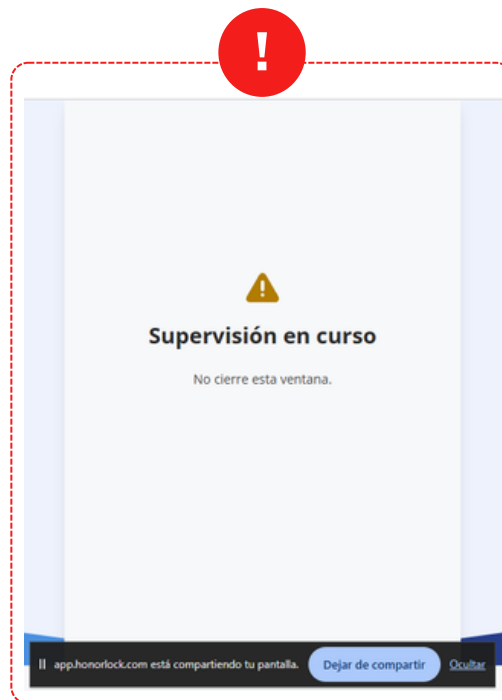 !
Supervisión en curso
No cierre esta ventana.
app.honorlock.com está compartiendo tu pantalla. Dejar de compartir Ocultar